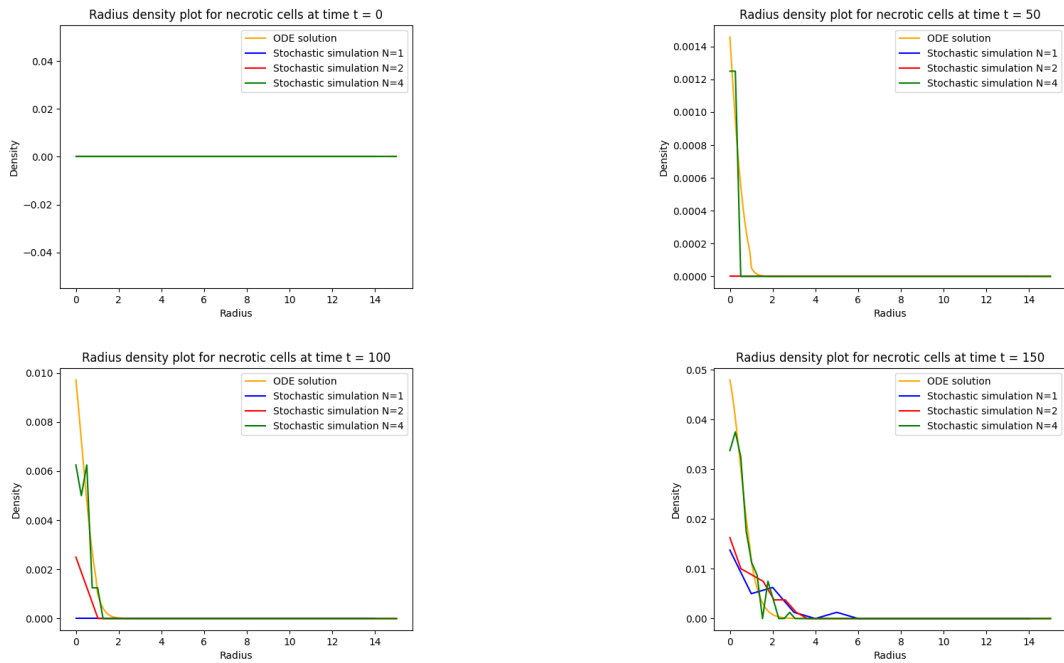 Radius density plot for necrotic cells at time t = 0
0.04
0.02
0.00
−0.02
−0.04
Density
0 2 4 6 8 10 12 14
Radius
ODE solution
Stochastic simulation N=1
Stochastic simulation N=2
Stochastic simulation N=4
Radius density plot for necrotic cells at time t = 50
0.0014
0.0012
0.0010
0.0008
0.0006
0.0004
0.0002
0.0000
Density
0 2 4 6 8 10 12 14
Radius
ODE solution
Stochastic simulation N=1
Stochastic simulation N=2
Stochastic simulation N=4
Radius density plot for necrotic cells at time t = 100
0.010
0.008
0.006
0.004
0.002
0.000
Density
0 2 4 6 8 10 12 14
Radius
ODE solution
Stochastic simulation N=1
Stochastic simulation N=2
Stochastic simulation N=4
Radius density plot for necrotic cells at time t = 150
0.05
0.04
0.03
0.02
0.01
0.00
Density
0 2 4 6 8 10 12 14
Radius
ODE solution
Stochastic simulation N=1
Stochastic simulation N=2
Stochastic simulation N=4